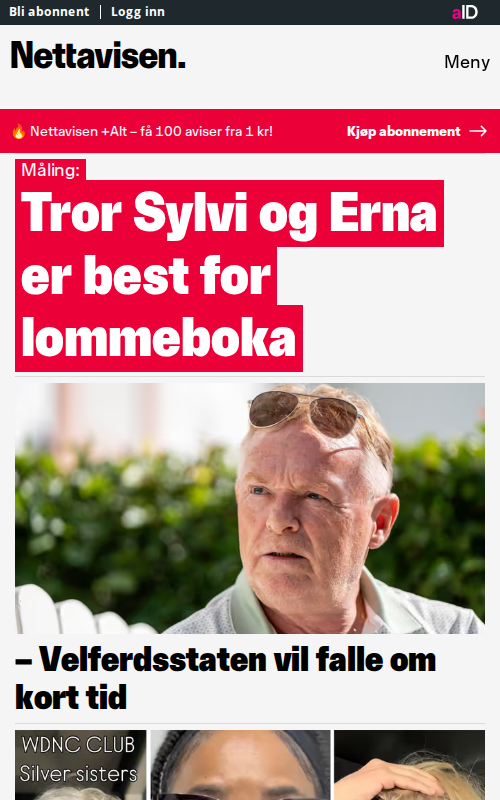 Bli abonnent | Logg inn
aID
Nettavisen.
Meny
🔥 Nettavisen +Alt – få 100 aviser fra 1 kr!
Kjøp abonnement →
Måling:
Tror Sylvi og Erna
er best for
lommeboka
– Velferdsstaten vil falle om
kort tid
WDNC CLUB
Silver sisters